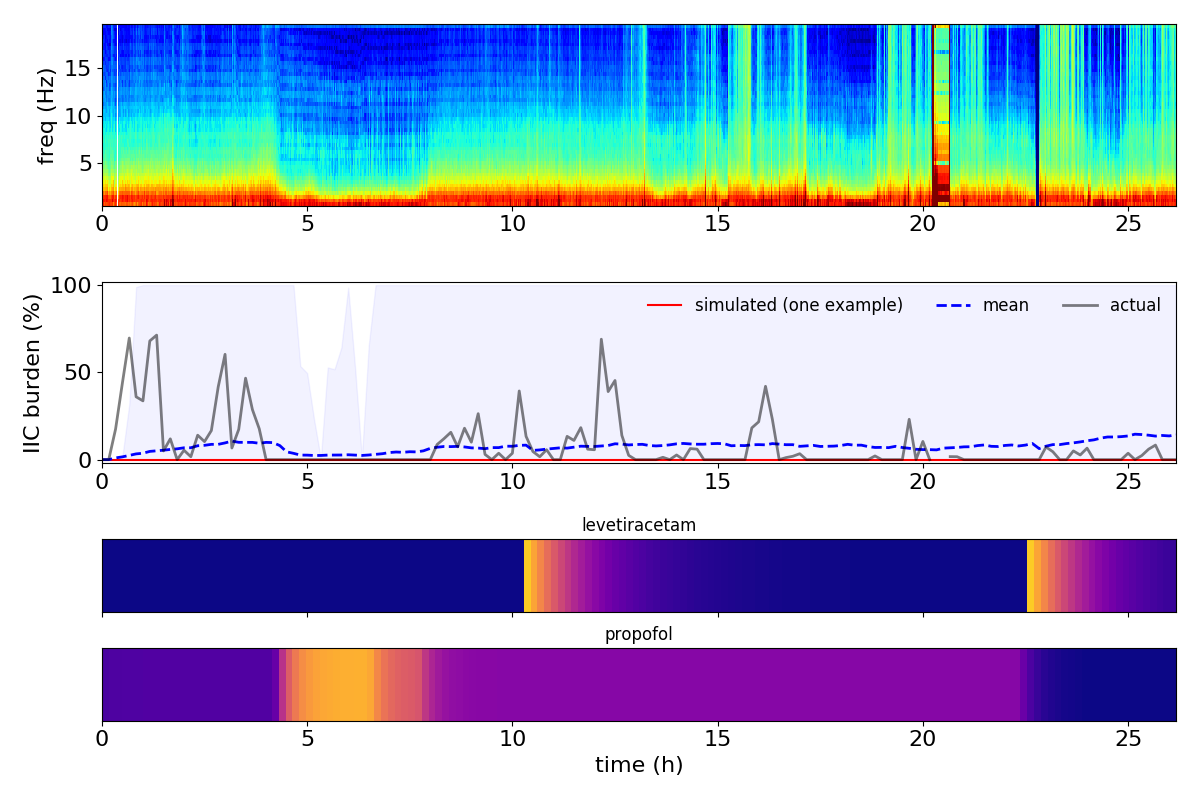 freq (Hz)
15
10
5
0 5 10 15 20 25
IIC burden (%)
100
50
0
simulated (one example) mean actual
0 5 10 15 20 25
levetiracetam
propofol
0 5 10 15 20 25
time (h)